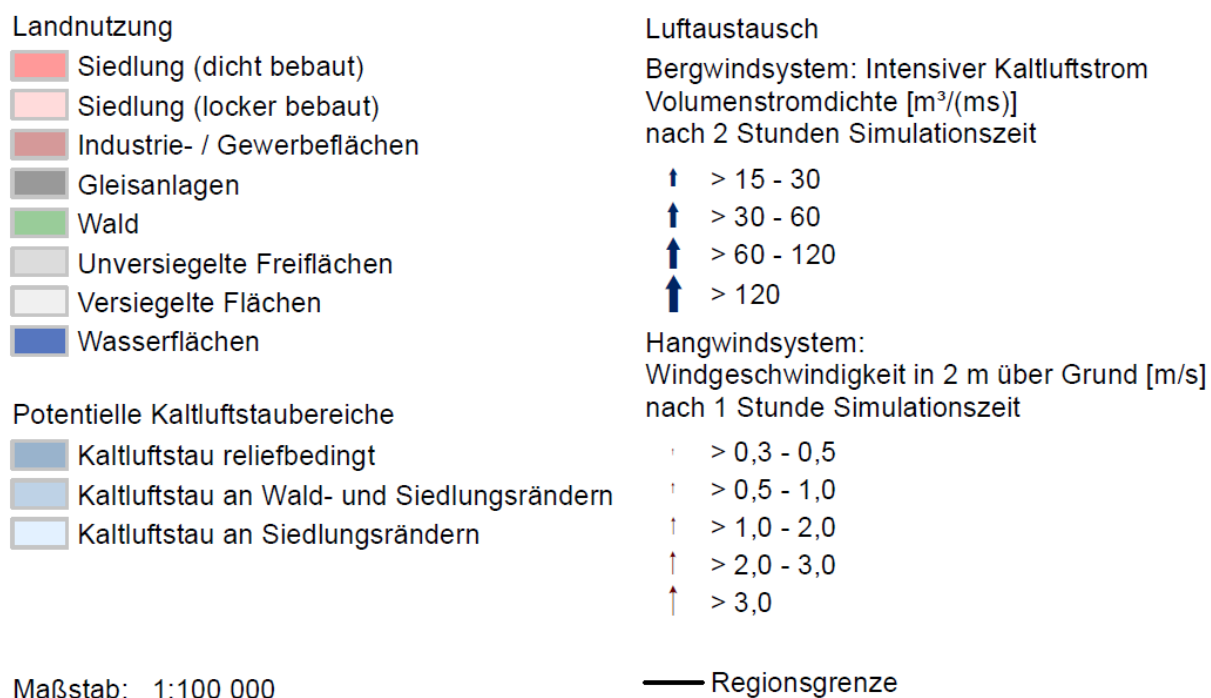 Landnutzung
Siedlung (dicht bebaut)
Siedlung (locker bebaut)
Industrie- / Gewerbeflächen
Gleisanlagen
Wald
Unversiegelte Freiflächen
Versiegelte Flächen
Wasserflächen
Potentielle Kaltluftstaubereiche
Kaltluftstau reliefbedingt
Kaltluftstau an Wald- und Siedlungsrändern
Kaltluftstau an Siedlungsrändern
Maßstab: 1:100 000
Luftaustausch
Bergwindsystem: Intensiver Kaltluftstrom
Volumenstromdichte [m³/(ms)]
nach 2 Stunden Simulationszeit
> 15 - 30
> 30 - 60
> 60 - 120
> 120
Hangwindsystem:
Windgeschwindigkeit in 2 m über Grund [m/s]
nach 1 Stunde Simulationszeit
> 0,3 - 0,5
> 0,5 - 1,0
> 1,0 - 2,0
> 2,0 - 3,0
> 3,0
Regionsgrenze